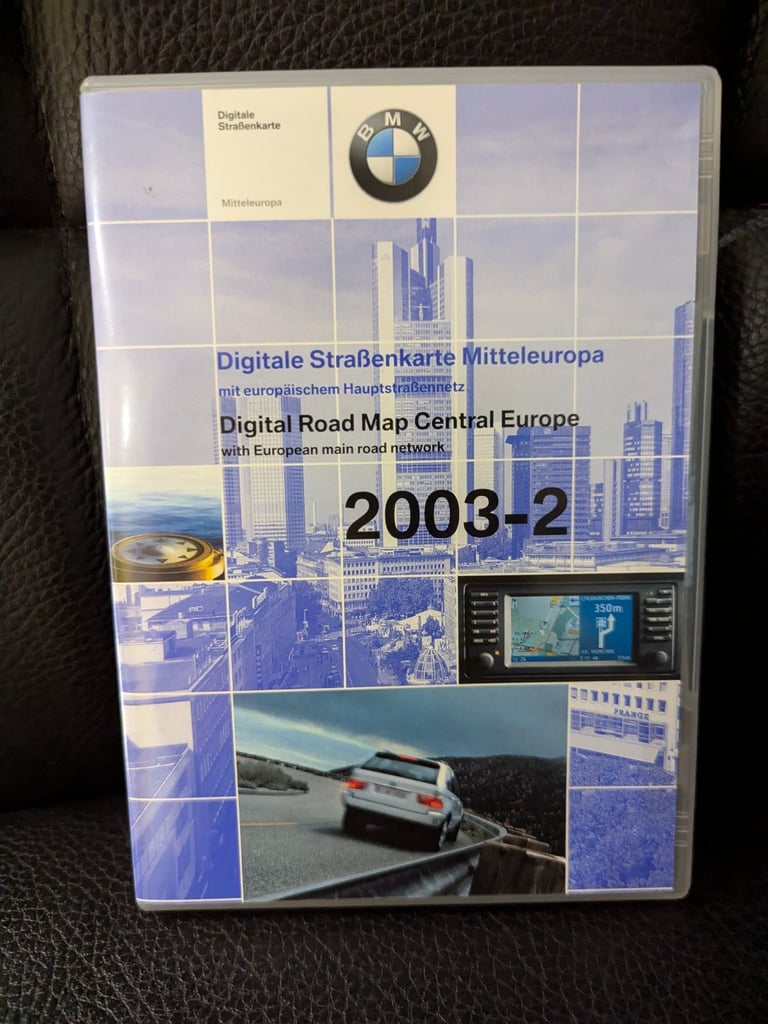 Digitale
Straßenkarte
Mitteleuropa
BMW
Digitale Straßenkarte Mitteleuropa
mit europäischem Hauptstraßennetz
Digital Road Map Central Europe
with European main road network
2003-2
350m
PRANGE